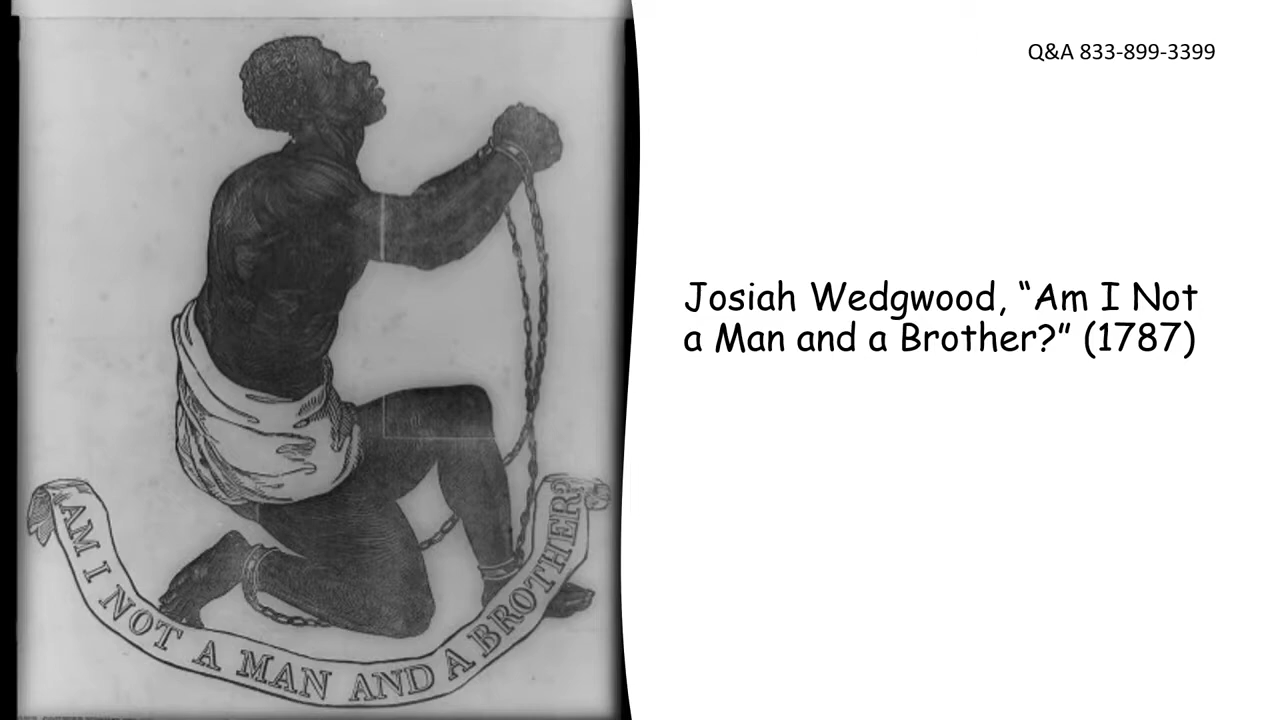 AM I NOT A MAN AND A BROTHER?
Q&A 833-899-3399
Josiah Wedgwood, “Am I Not
a Man and a Brother?” (1787)